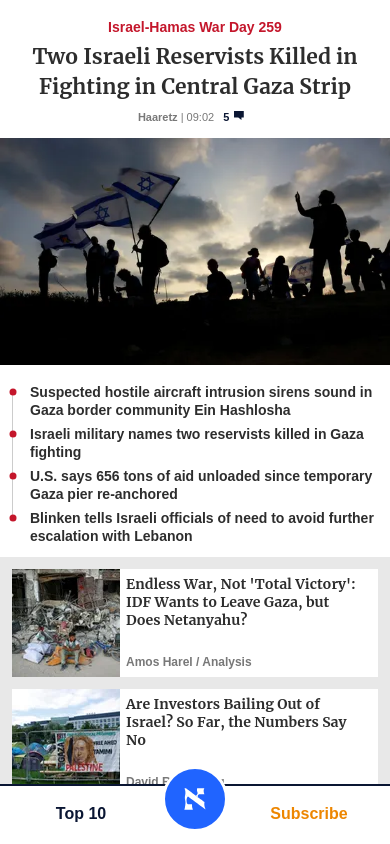 Israel-Hamas War Day 259
Two Israeli Reservists Killed in
Fighting in Central Gaza Strip
Haaretz | 09:02 5
Suspected hostile aircraft intrusion sirens sound in
Gaza border community Ein Hashlosha
Israeli military names two reservists killed in Gaza
fighting
U.S. says 656 tons of aid unloaded since temporary
Gaza pier re-anchored
Blinken tells Israeli officials of need to avoid further
escalation with Lebanon
Endless War, Not 'Total Victory':
IDF Wants to Leave Gaza, but
Does Netanyahu?
Amos Harel / Analysis
Are Investors Bailing Out of
Israel? So Far, the Numbers Say
No
PALESTINE
David
Top 10
Subscribe